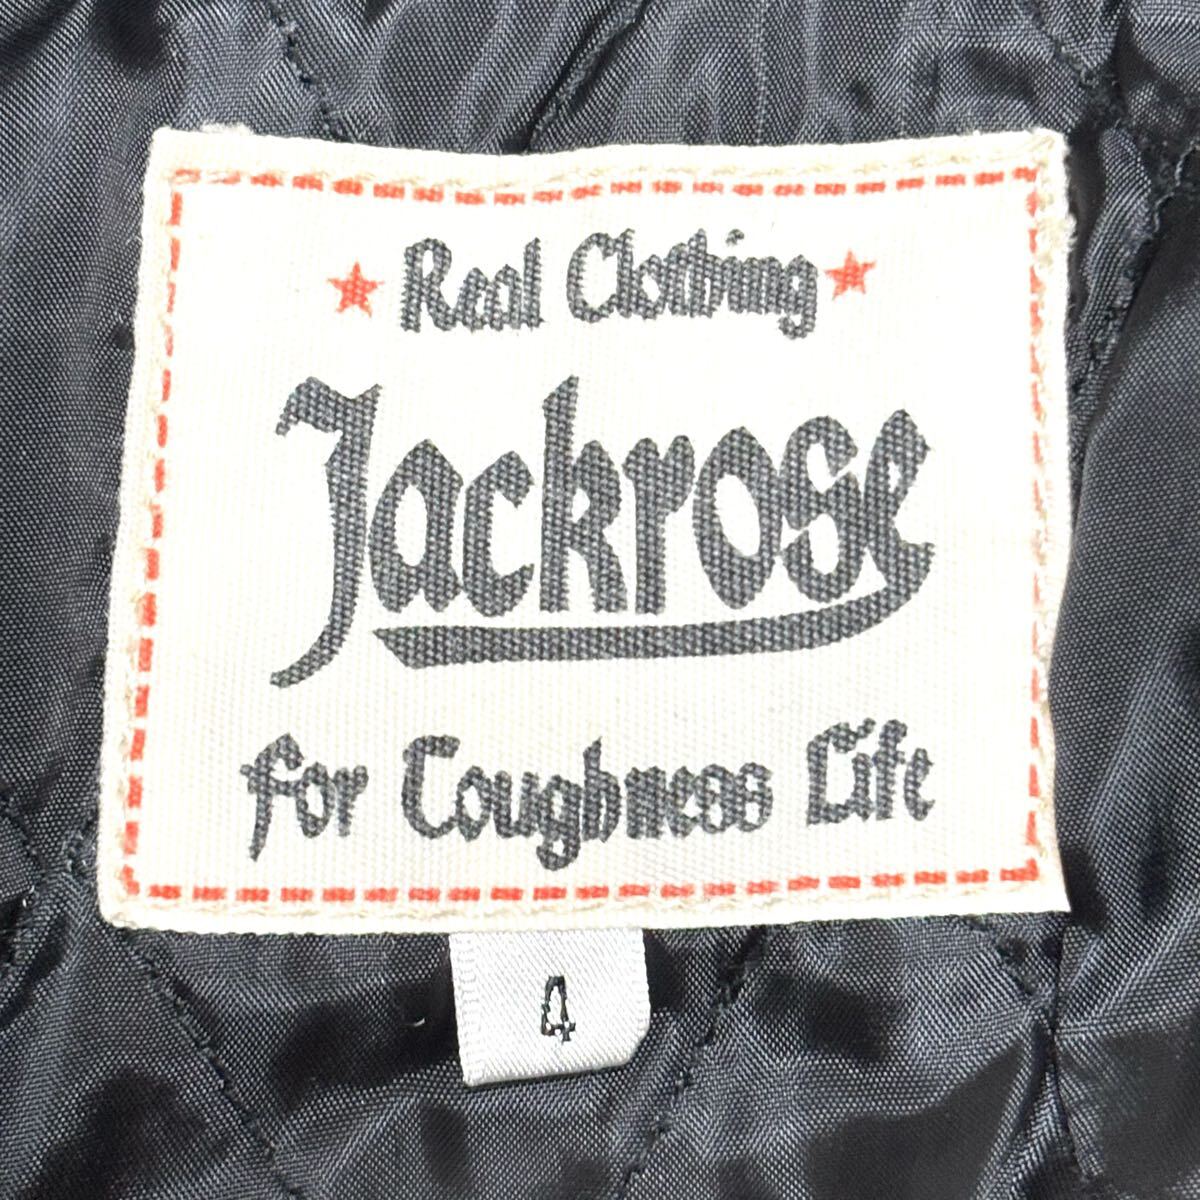 Real Clothing
Jackrose
for Toughness Life
4